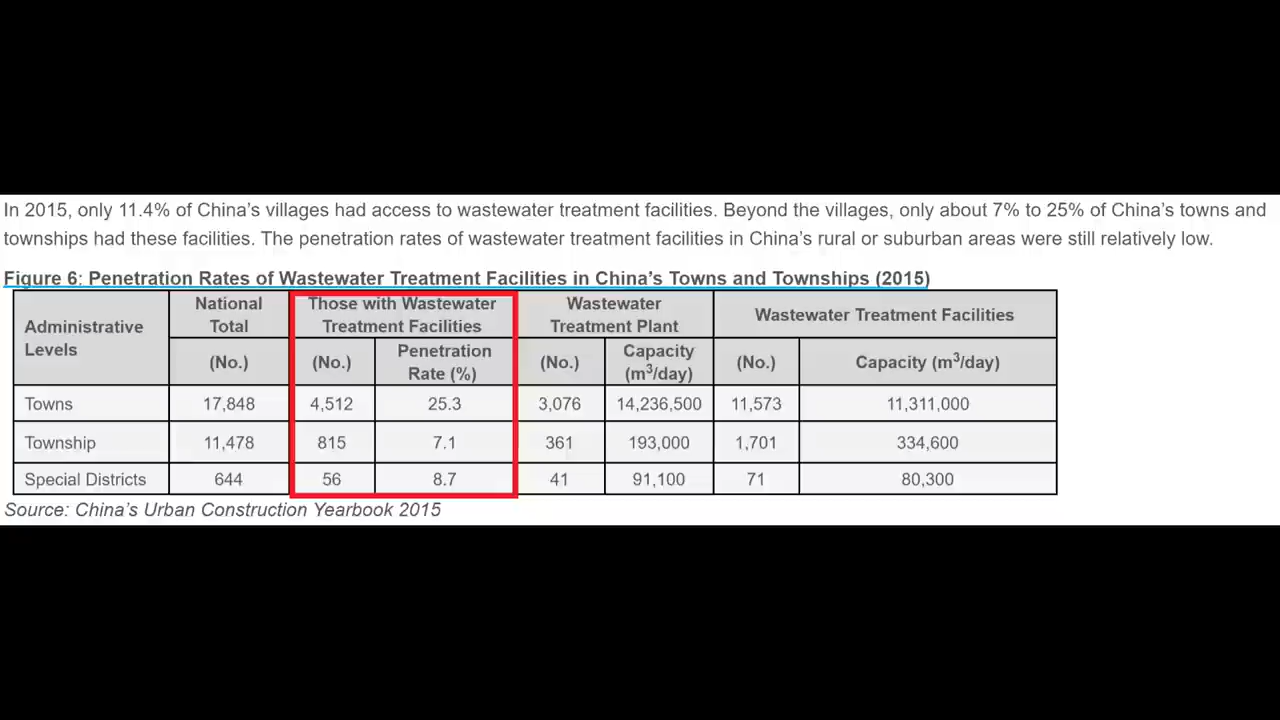 In 2015, only 11.4% of China's villages had access to wastewater treatment facilities. Beyond the villages, only about 7% to 25% of China's towns and
townships had these facilities. The penetration rates of wastewater treatment facilities in China's rural or suburban areas were still relatively low.
Figure 6: Penetration Rates of Wastewater Treatment Facilities in China's Towns and Townships (2015)
Administrative Levels | National Total | Those with Wastewater Treatment Facilities | Wastewater Treatment Plant | Wastewater Treatment Facilities
(No.) | (No.) | Penetration Rate (%) | (No.) | Capacity (m³/day) | (No.) | Capacity (m³/day)
Towns | 17,848 | 4,512 | 25.3 | 3,076 | 14,236,500 | 11,573 | 11,311,000
Township | 11,478 | 815 | 7.1 | 361 | 193,000 | 1,701 | 334,600
Special Districts | 644 | 56 | 8.7 | 41 | 91,100 | 71 | 80,300
Source: China's Urban Construction Yearbook 2015